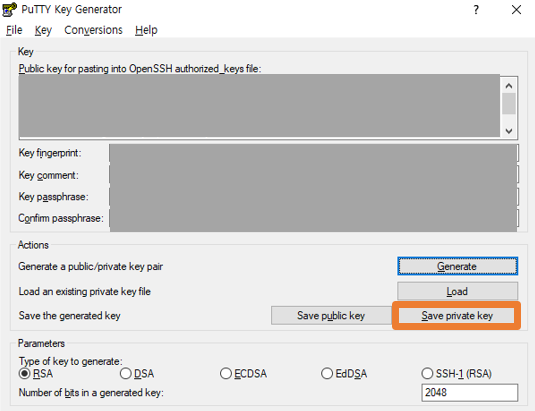 PuTTY Key Generator
File Key Conversions Help
Key
Public key for pasting into OpenSSH authorized_keys file:
Key fingerprint:
Key comment:
Key passphrase:
Confirm passphrase:
Actions
Generate a public/private key pair
Generate
Load an existing private key file
Load
Save the generated key
Save public key
Save private key
Parameters
Type of key to generate:
RSA DSA ECDSA EdDSA SSH-1 (RSA)
Number of bits in a generated key:
2048